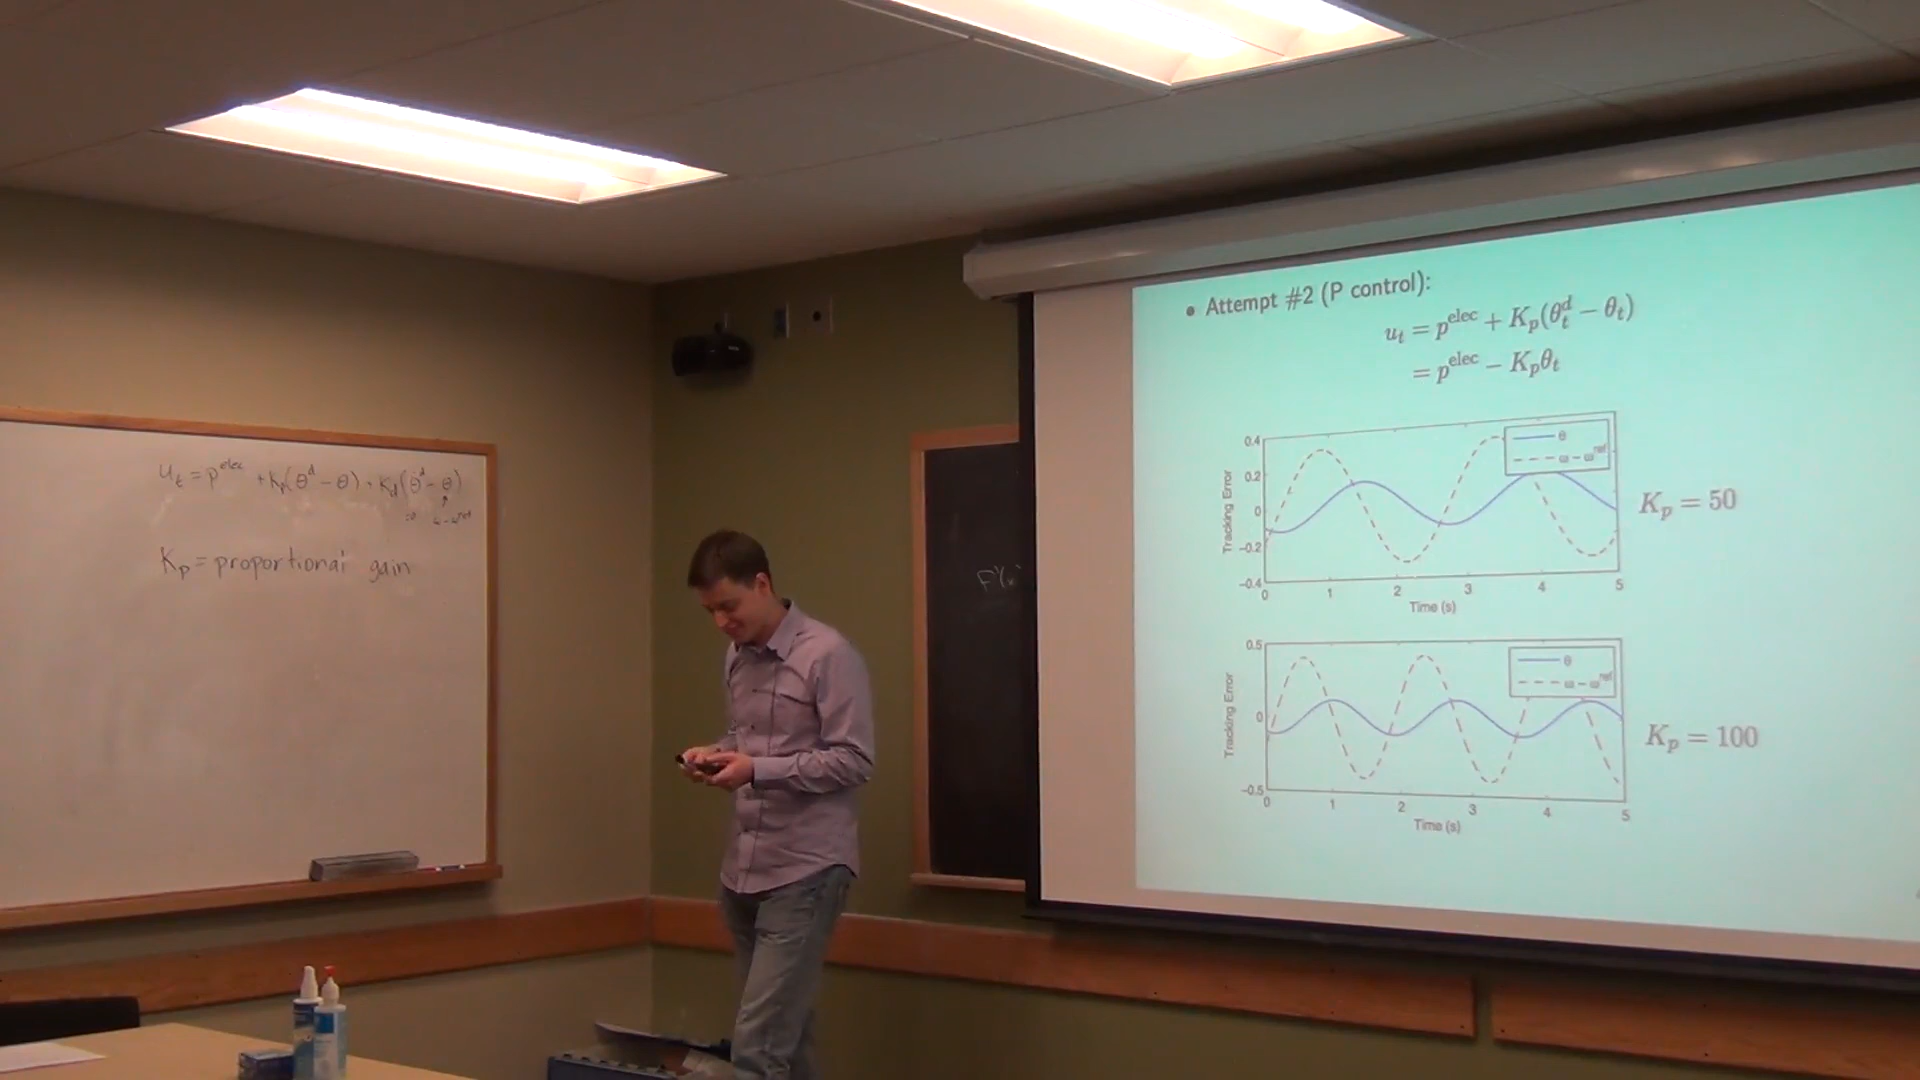 u_t = p^elec + K_p(θ^d − θ) + K_d(θ̇^d − θ̇)
K_p = proportional gain
• Attempt #2 (P control):
u_t = p^elec + K_p(θ_t^d − θ_t)
= p^elec − K_pθ_t
0.4
0.2
0
−0.2
−0.4
Tracking Error
θ
ω − ω^ref
0 1 2 3 4 5
Time (s)
K_p = 50
0.5
0
−0.5
Tracking Error
θ
ω − ω^ref
0 1 2 3 4 5
Time (s)
K_p = 100